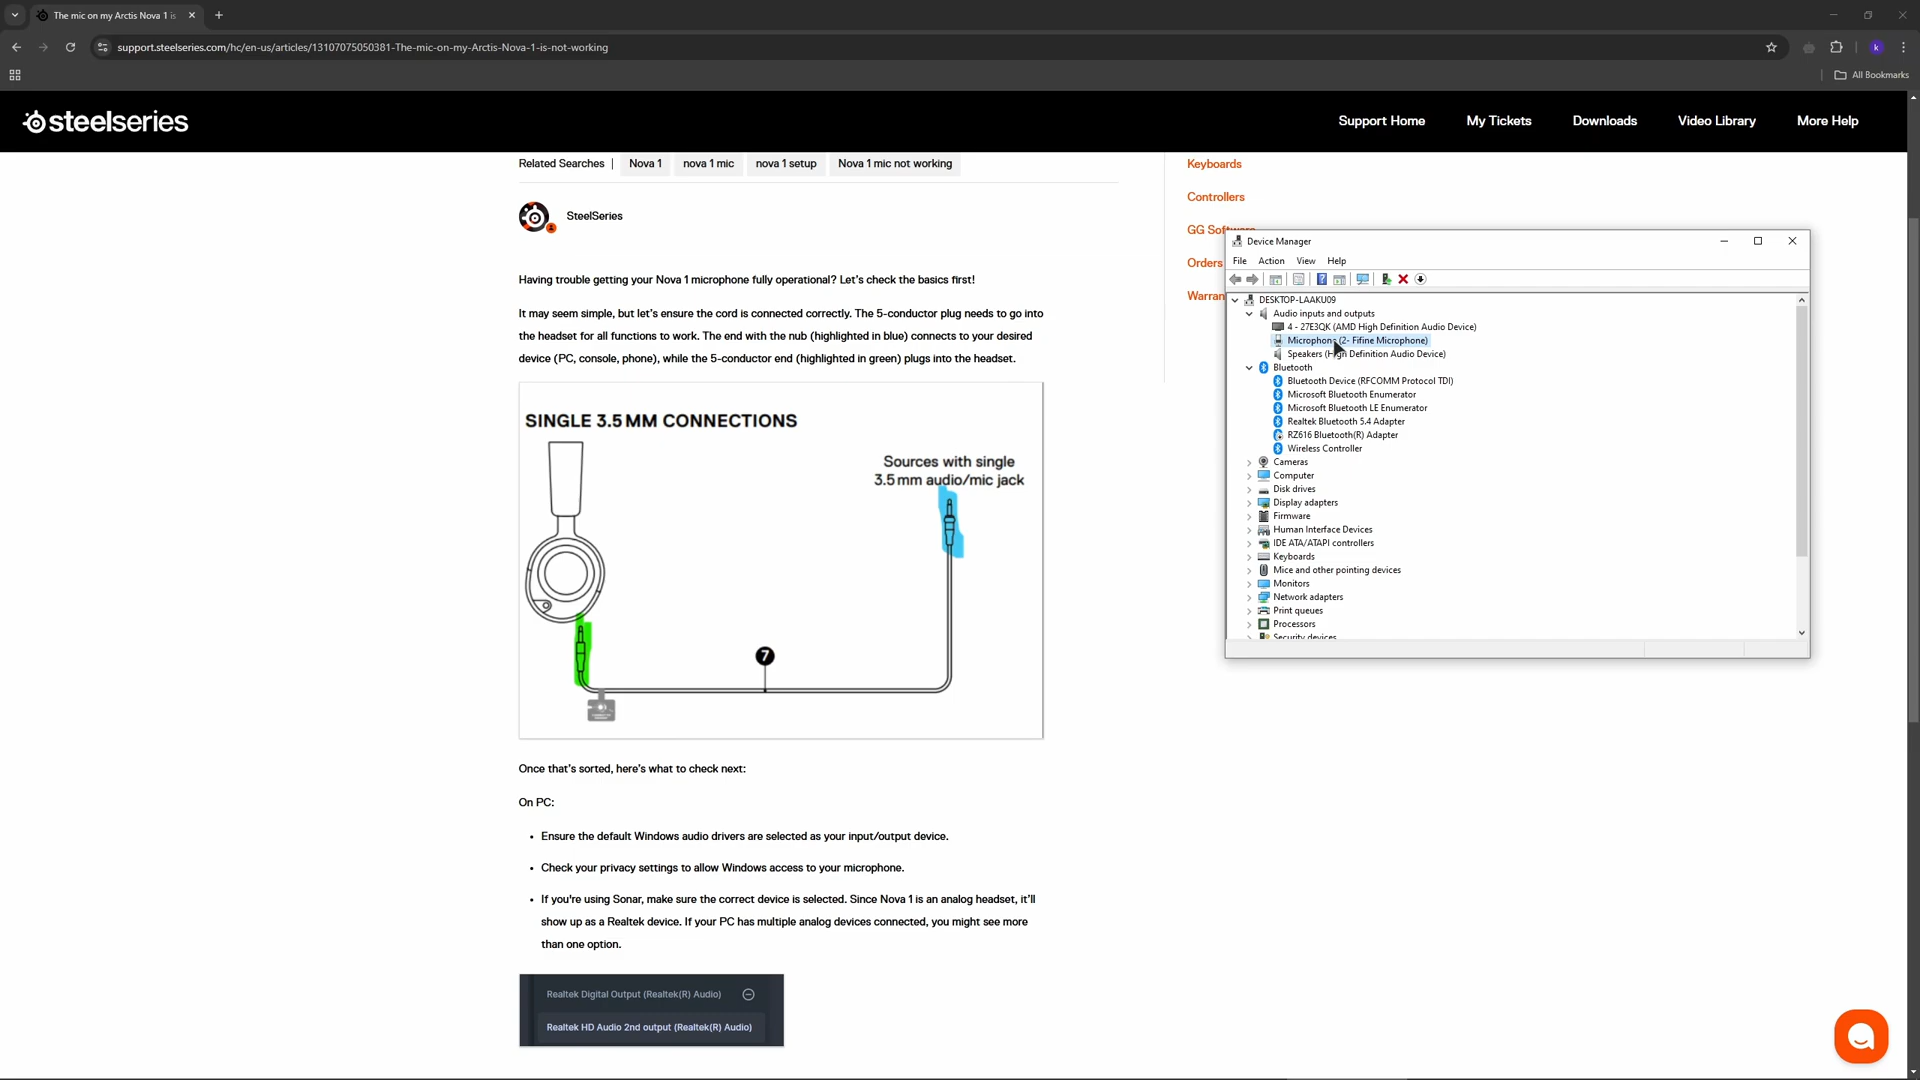 The mic on my Arctis Nova 1 is
support.steelseries.com/hc/en-us/articles/13107075050381-The-mic-on-my-Arctis-Nova-1-is-not-working
k
All Bookmarks
steelseries
Support Home
My Tickets
Downloads
Video Library
More Help
Related Searches |
Nova 1
nova 1 mic
nova 1 setup
Nova 1 mic not working
SteelSeries
Having trouble getting your Nova 1 microphone fully operational? Let's check the basics first!
It may seem simple, but let's ensure the cord is connected correctly. The 5-conductor plug needs to go into
the headset for all functions to work. The end with the nub (highlighted in blue) connects to your desired
device (PC, console, phone), while the 5-conductor end (highlighted in green) plugs into the headset.
SINGLE 3.5 MM CONNECTIONS
Sources with single
3.5 mm audio/mic jack
7
Once that's sorted, here's what to check next:
On PC:
• Ensure the default Windows audio drivers are selected as your input/output device.
• Check your privacy settings to allow Windows access to your microphone.
• If you're using Sonar, make sure the correct device is selected. Since Nova 1 is an analog headset, it'll
show up as a Realtek device. If your PC has multiple analog devices connected, you might see more
than one option.
Realtek Digital Output (Realtek(R) Audio)
Realtek HD Audio 2nd output (Realtek(R) Audio)
Keyboards
Controllers
GG Software
Orders
Warran
Device Manager
File
Action
View
Help
DESKTOP-LAAKU09
Audio inputs and outputs
4 - 27E3QK (AMD High Definition Audio Device)
Microphone (2- Fifine Microphone)
Speakers (High Definition Audio Device)
Bluetooth
Bluetooth Device (RFCOMM Protocol TDI)
Microsoft Bluetooth Enumerator
Microsoft Bluetooth LE Enumerator
Realtek Bluetooth 5.4 Adapter
RZ616 Bluetooth(R) Adapter
Wireless Controller
Cameras
Computer
Disk drives
Display adapters
Firmware
Human Interface Devices
IDE ATA/ATAPI controllers
Keyboards
Mice and other pointing devices
Monitors
Network adapters
Print queues
Processors
Security devices